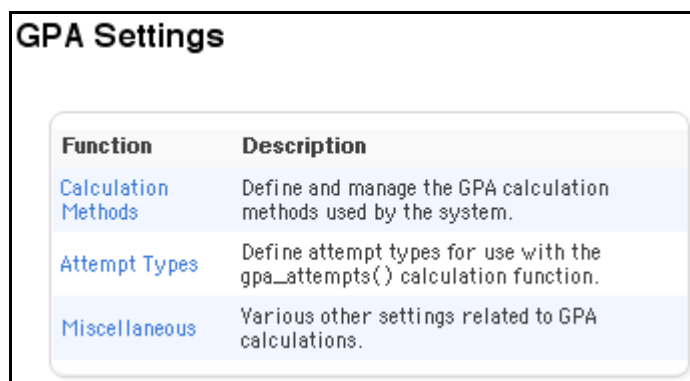 GPA Settings
Function Description
Calculation Define and manage the GPA calculation
Methods methods used by the system.
Attempt Types Define attempt types for use with the
gpa_attempts() calculation function.
Miscellaneous Various other settings related to GPA
calculations.